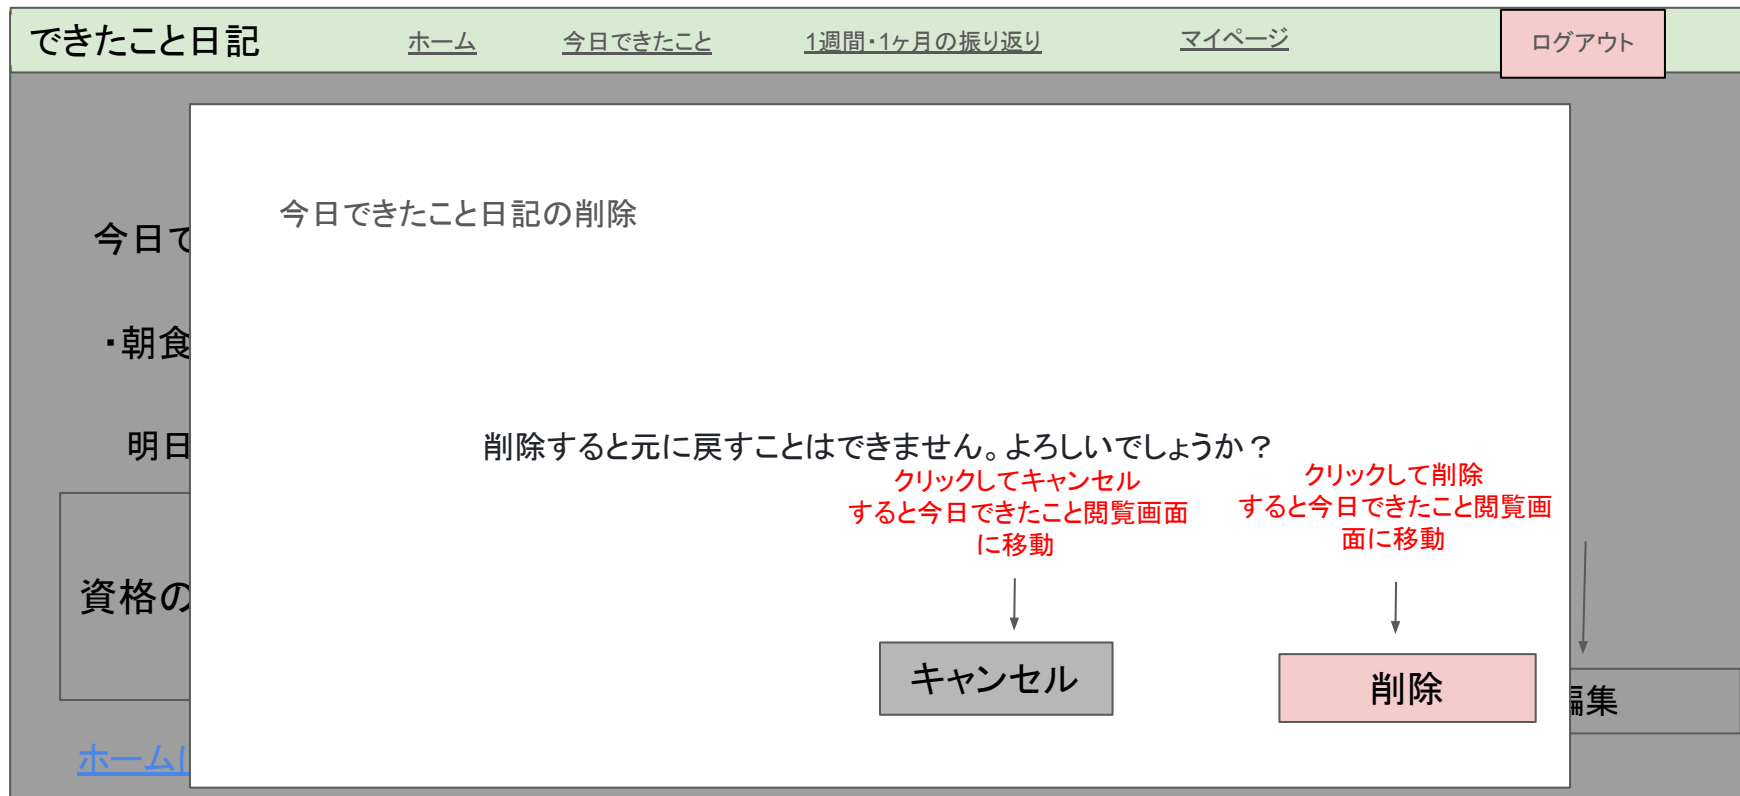 できたこと日記
ホーム
今日できたこと
1週間・1ヶ月の振り返り
マイページ
ログアウト
今日できたこと日記の削除
今日で
・朝食
明日
削除すると元に戻すことはできません。よろしいでしょうか？
クリックしてキャンセル
すると今日できたこと閲覧画面
に移動
クリックして削除
すると今日できたこと閲覧画
面に移動
資格の
キャンセル
削除
編集
ホームに